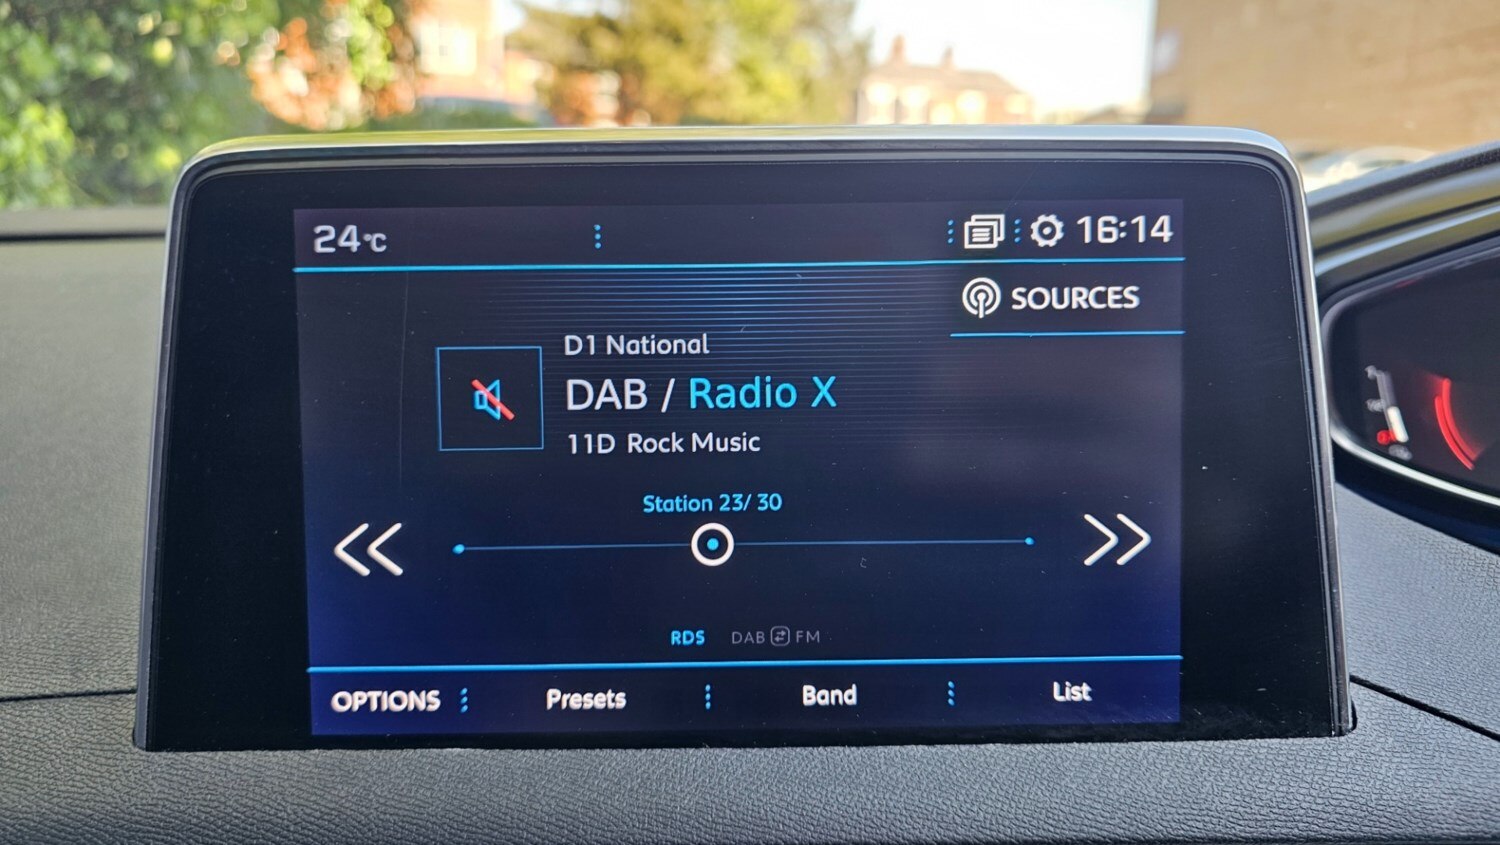 24°C
16:14
SOURCES
D1 National
DAB / Radio X
11D Rock Music
Station 23/ 30
RDS DAB FM
OPTIONS Presets Band List